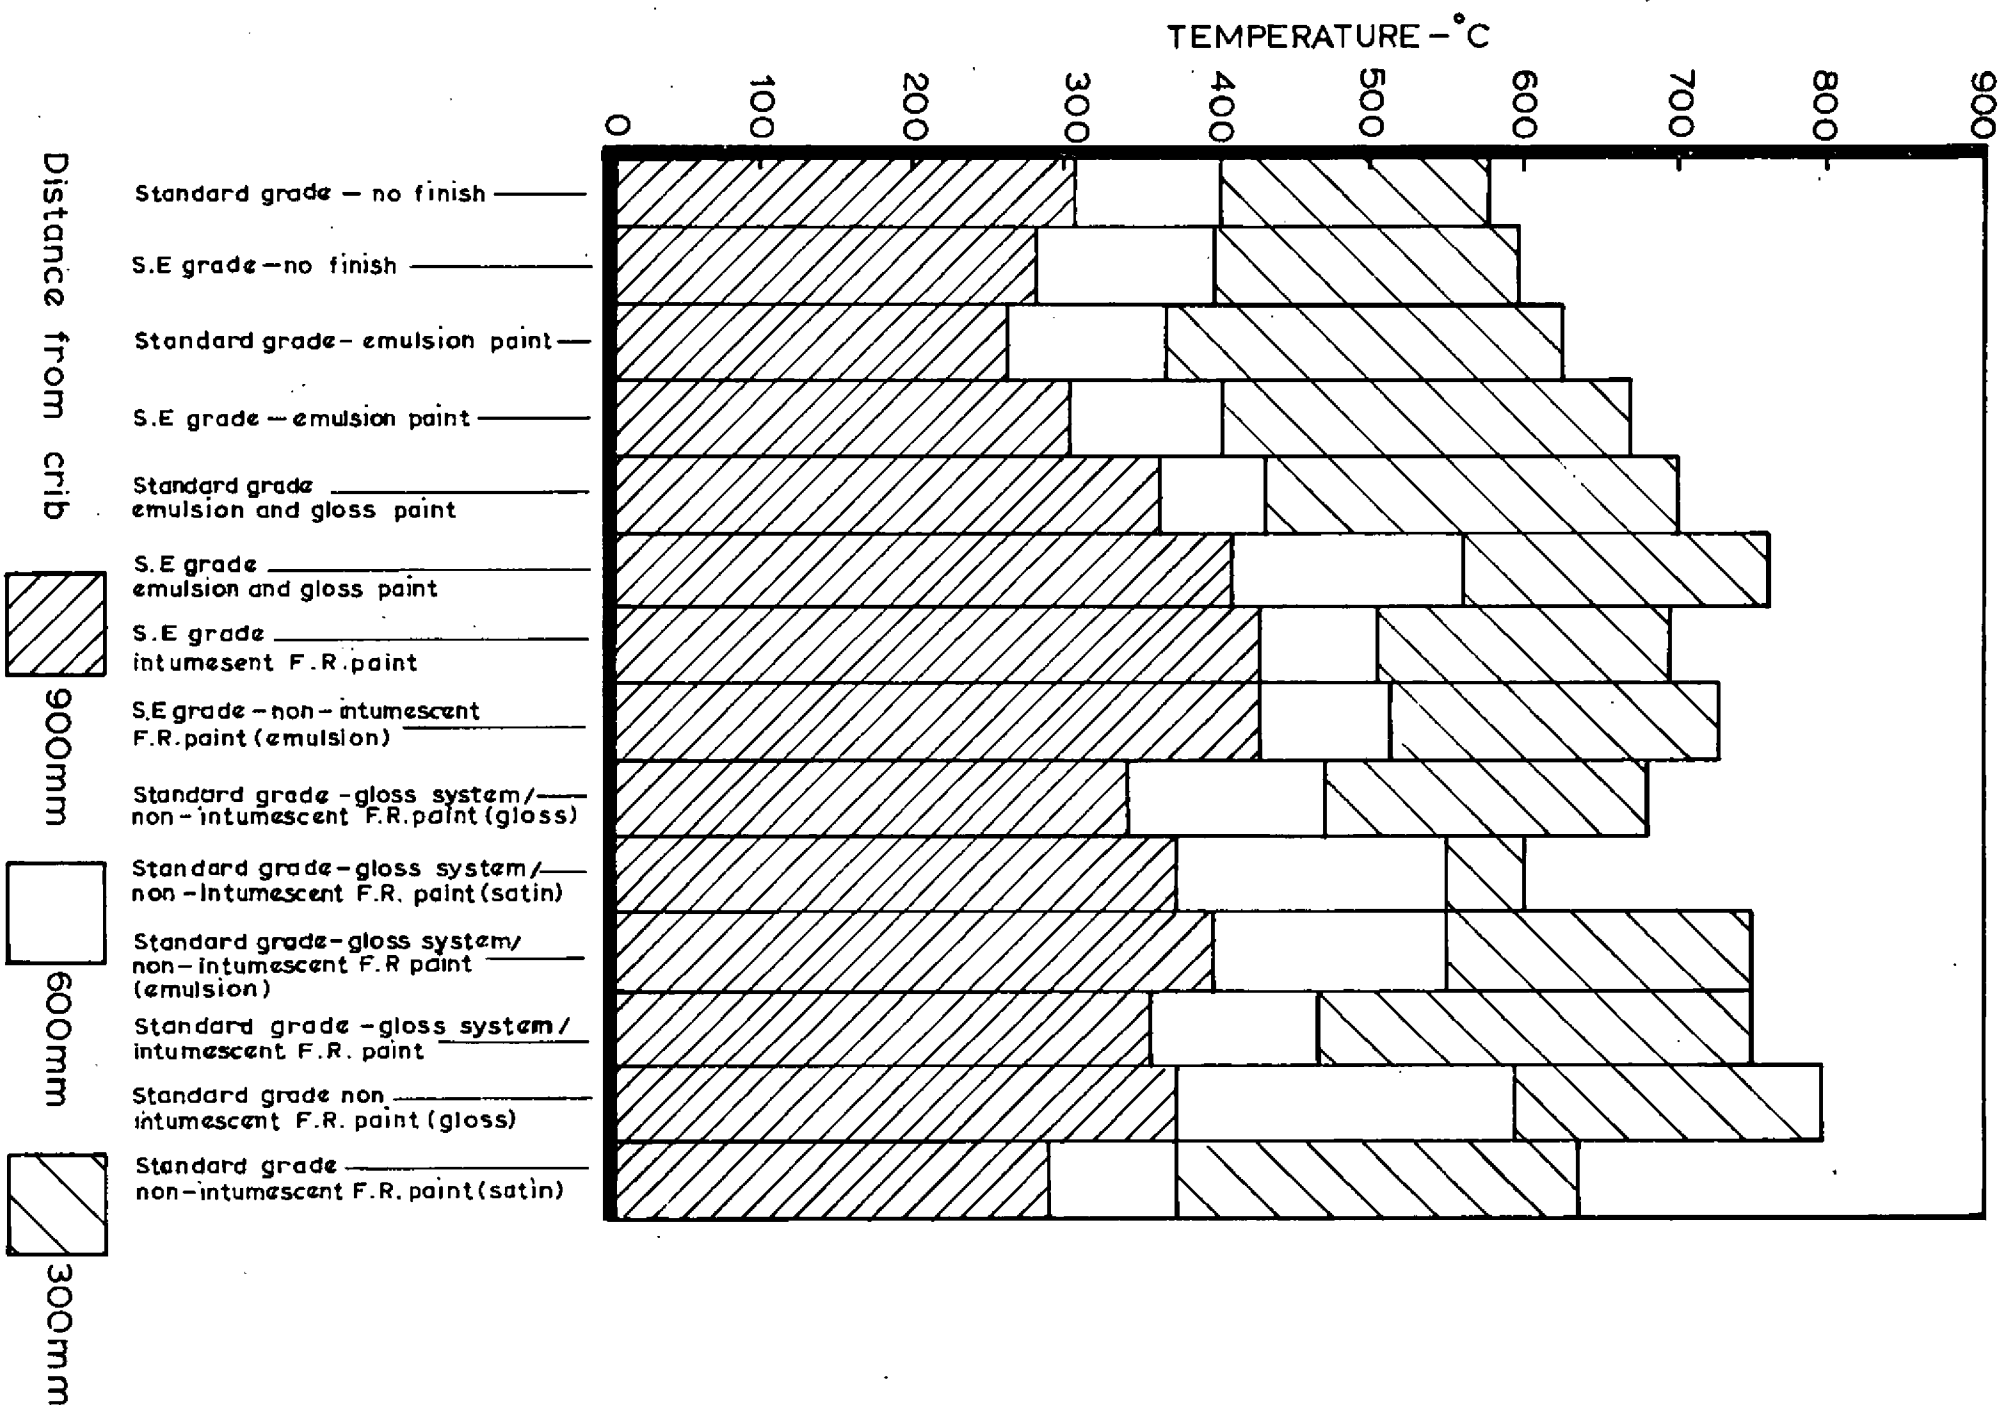 TEMPERATURE - °C
0
100
200
300
400
500
600
700
800
900
Standard grade - no finish
S.E grade - no finish
Standard grade - emulsion paint
S.E grade - emulsion paint
Standard grade
emulsion and gloss paint
S.E grade
emulsion and gloss paint
S.E grade
intumesent F.R. paint
S.E grade - non-intumescent
F.R. paint (emulsion)
Standard grade - gloss system/
non-intumescent F.R. paint (gloss)
Standard grade - gloss system/
non-intumescent F.R. paint (satin)
Standard grade - gloss system/
non-intumescent F.R paint
(emulsion)
Standard grade - gloss system/
intumescent F.R. paint
Standard grade non
intumescent F.R. paint (gloss)
Standard grade
non-intumescent F.R. paint (satin)
Distance from crib
900mm
600mm
300mm